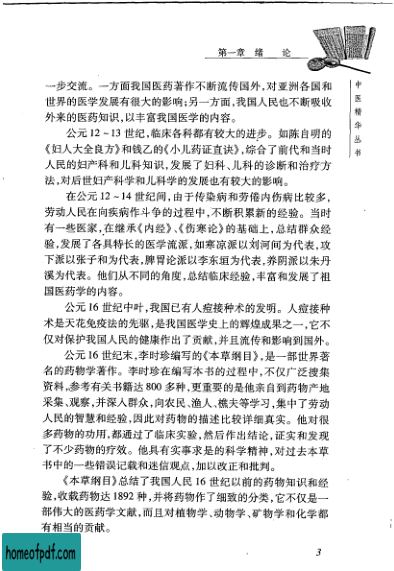 第一章 绪 论
中医精华丛书
一步交流。一方面我国医药著作不断流传国外,对亚洲各国和
世界的医学发展有很大的影响;另一方面,我国人民也不断吸收
外来的医药知识,以丰富我国医学的内容。
公元12~13世纪,临床各科都有较大的进步。如陈自明的
《妇人大全良方》和钱乙的《小儿药证直诀》,综合了前代和当时
人民的妇产科和儿科知识,发展了妇科、儿科的诊断和治疗方
法,对后世妇产科学和儿科学的发展也有较大的影响。
在公元12~14世纪间,由于传染病和劳倦内伤病比较多,
劳动人民在向疾病作斗争的过程中,不断积累新的经验。当时
有一些医家,在继承《内经》、《伤寒论》的基础上,总结群众经
验,发展了各具特长的医学流派,如寒凉派以刘河间为代表,攻
下派以张子和为代表,脾胃论派以李东垣为代表,养阴派以朱丹
溪为代表。他们从不同的角度,总结临床经验,丰富和发展了祖
国医药学的内容。
公元16世纪中叶,我国已有人痘接种术的发明。人痘接种
术是天花免疫法的先驱,是我国医学史上的辉煌成果之一,它不
仅对保护我国人民的健康作出了贡献,并且流传和影响到国外。
公元16世纪末,李时珍编写的《本草纲目》,是一部世界著
名的药物学著作。李时珍在编写本书的过程中,不仅广泛搜集
资料,参考有关书籍达800多种,更重要的是他亲自到药物产地
采集、观察,并深入群众,向农民、渔人、樵夫等学习,集中了劳动
人民的智慧和经验,因此对药物的描述比较详细真实。他对很
多药物的功用,都通过了临床实验,然后作出结论,证实和发现
了不少药物的疗效。他具有实事求是的科学精神,对过去本草
书中的一些错误记载和迷信观点,加以改正和批判。
《本草纲目》总结了我国人民16世纪以前的药物知识和经
验,收载药物达1892种,并将药物作了细致的分类,它不仅是一
部伟大的医药学文献,而且对植物学、动物学、矿物学和化学都
有相当的贡献。
3
homeofpdf.com